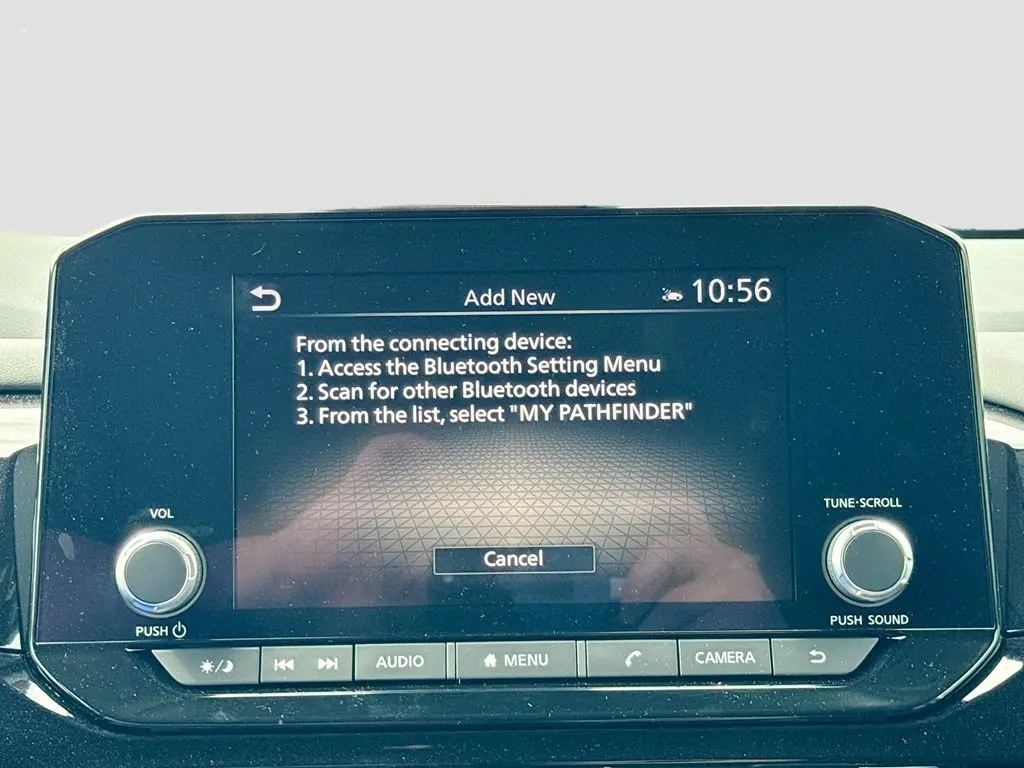 Add New
10:56
From the connecting device:
1. Access the Bluetooth Setting Menu
2. Scan for other Bluetooth devices
3. From the list, select "MY PATHFINDER"
Cancel
VOL
PUSH
TUNE·SCROLL
PUSH SOUND
AUDIO
MENU
CAMERA